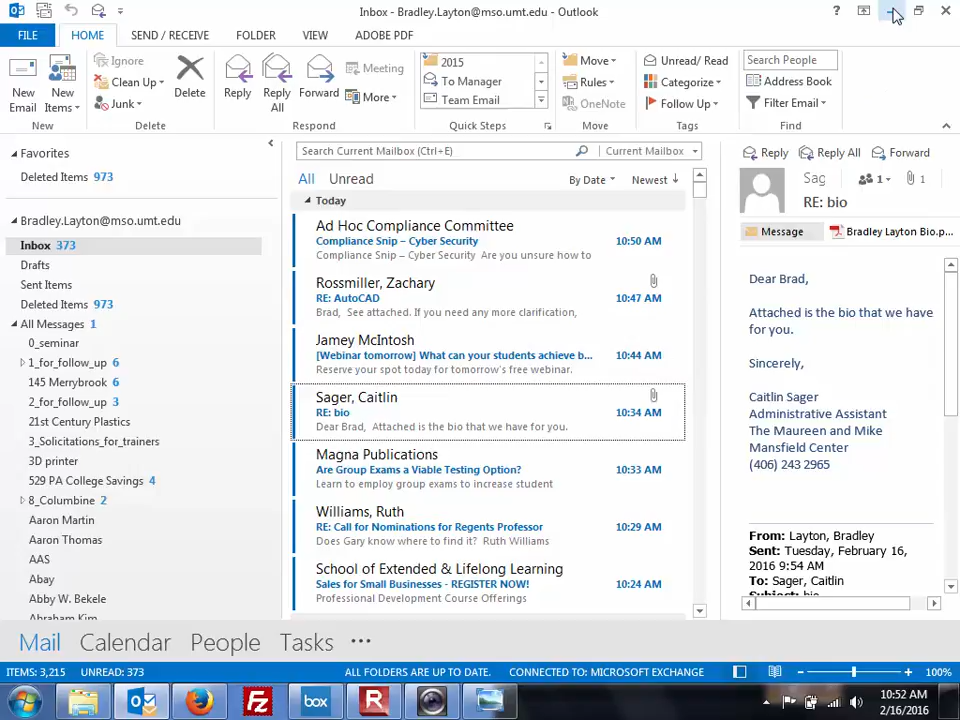 Inbox - Bradley.Layton@mso.umt.edu - Outlook
?
FILE HOME SEND / RECEIVE FOLDER VIEW ADOBE PDF
New Email
New Items
New
Ignore
Clean Up
Junk
Delete
Delete
Reply
Reply All
Forward
Meeting
More
Respond
2015
To Manager
Team Email
Quick Steps
Move
Rules
OneNote
Move
Unread/ Read
Categorize
Follow Up
Tags
Search People
Address Book
Filter Email
Find
Favorites
Deleted Items 973
Bradley.Layton@mso.umt.edu
Inbox 373
Drafts
Sent Items
Deleted Items 973
All Messages 1
0_seminar
1_for_follow_up 6
145 Merrybrook 6
2_for_follow_up 3
21st Century Plastics
3_Solicitations_for_trainers
3D printer
529 PA College Savings 4
8_Columbine 2
Aaron Martin
Aaron Thomas
AAS
Abay
Abby W. Bekele
Abraham Kim
Search Current Mailbox (Ctrl+E) Current Mailbox
All Unread By Date Newest
Today
Ad Hoc Compliance Committee
Compliance Snip – Cyber Security 10:50 AM
Compliance Snip – Cyber Security Are you unsure how to
Rossmiller, Zachary
RE: AutoCAD 10:47 AM
Brad, See attached. If you need any more clarification,
Jamey McIntosh
[Webinar tomorrow] What can your students achieve b... 10:44 AM
Reserve your spot today for tomorrow's free webinar.
Sager, Caitlin
RE: bio 10:34 AM
Dear Brad, Attached is the bio that we have for you.
Magna Publications
Are Group Exams a Viable Testing Option? 10:33 AM
Learn to employ group exams to increase student
Williams, Ruth
RE: Call for Nominations for Regents Professor 10:29 AM
Does Gary know where to find it? Ruth Williams
School of Extended & Lifelong Learning
Sales for Small Businesses - REGISTER NOW! 10:24 AM
Professional Development Course Offerings
Reply Reply All Forward
Sag 1 1
RE: bio
Message Bradley Layton Bio.p...
Dear Brad,
Attached is the bio that we have
for you.
Sincerely,
Caitlin Sager
Administrative Assistant
The Maureen and Mike
Mansfield Center
(406) 243 2965
From: Layton, Bradley
Sent: Tuesday, February 16,
2016 9:54 AM
To: Sager, Caitlin
Subject: bio
Mail Calendar People Tasks ...
ITEMS: 3,215 UNREAD: 373 ALL FOLDERS ARE UP TO DATE. CONNECTED TO: MICROSOFT EXCHANGE 100%
box
10:52 AM
2/16/2016